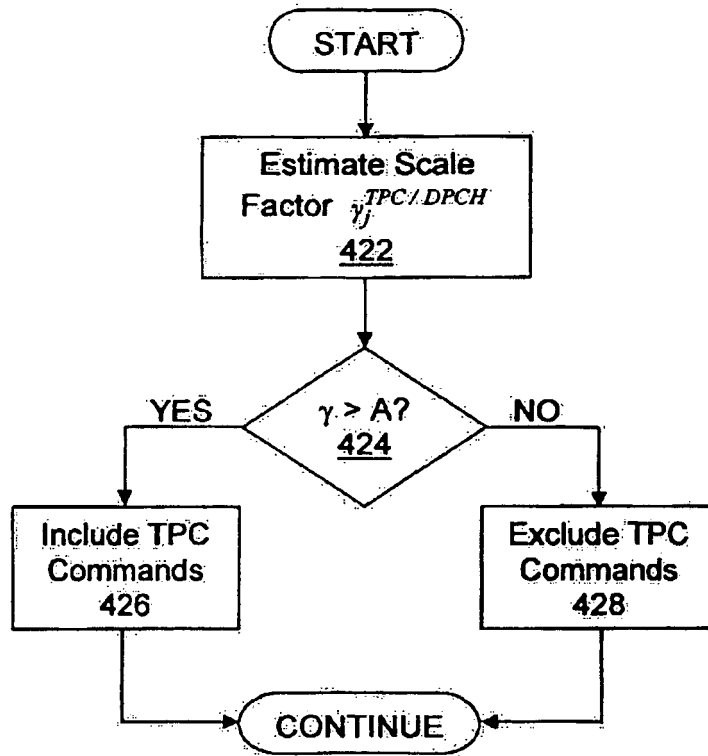 START
Estimate Scale
Factor γ_j^{TPC / DPCH}
422
γ > A?
424
YES
NO
Include TPC
Commands
426
Exclude TPC
Commands
428
CONTINUE